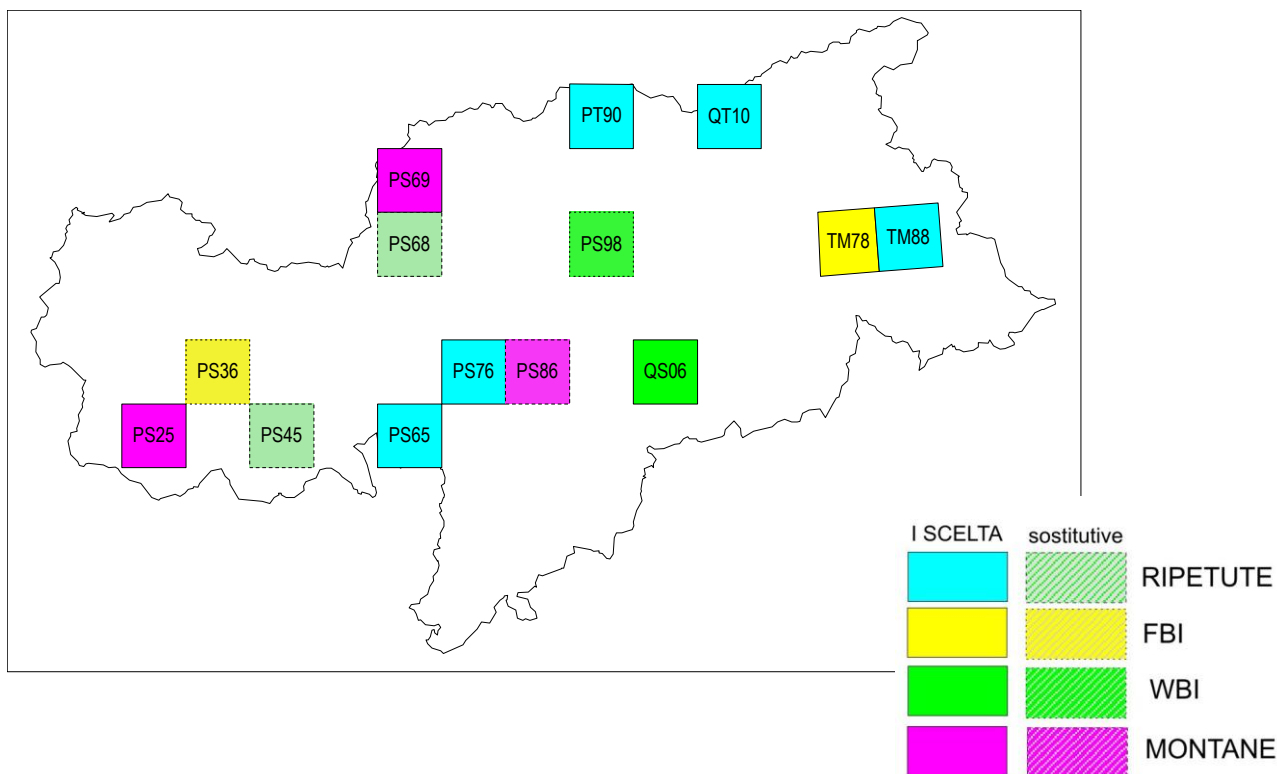 PT90
QT10
PS69
PS68
PS98
TM78
TM88
PS36
PS76
PS86
QS06
PS25
PS45
PS65
I SCELTA
sostitutive
RIPETUTE
FBI
WBI
MONTANE